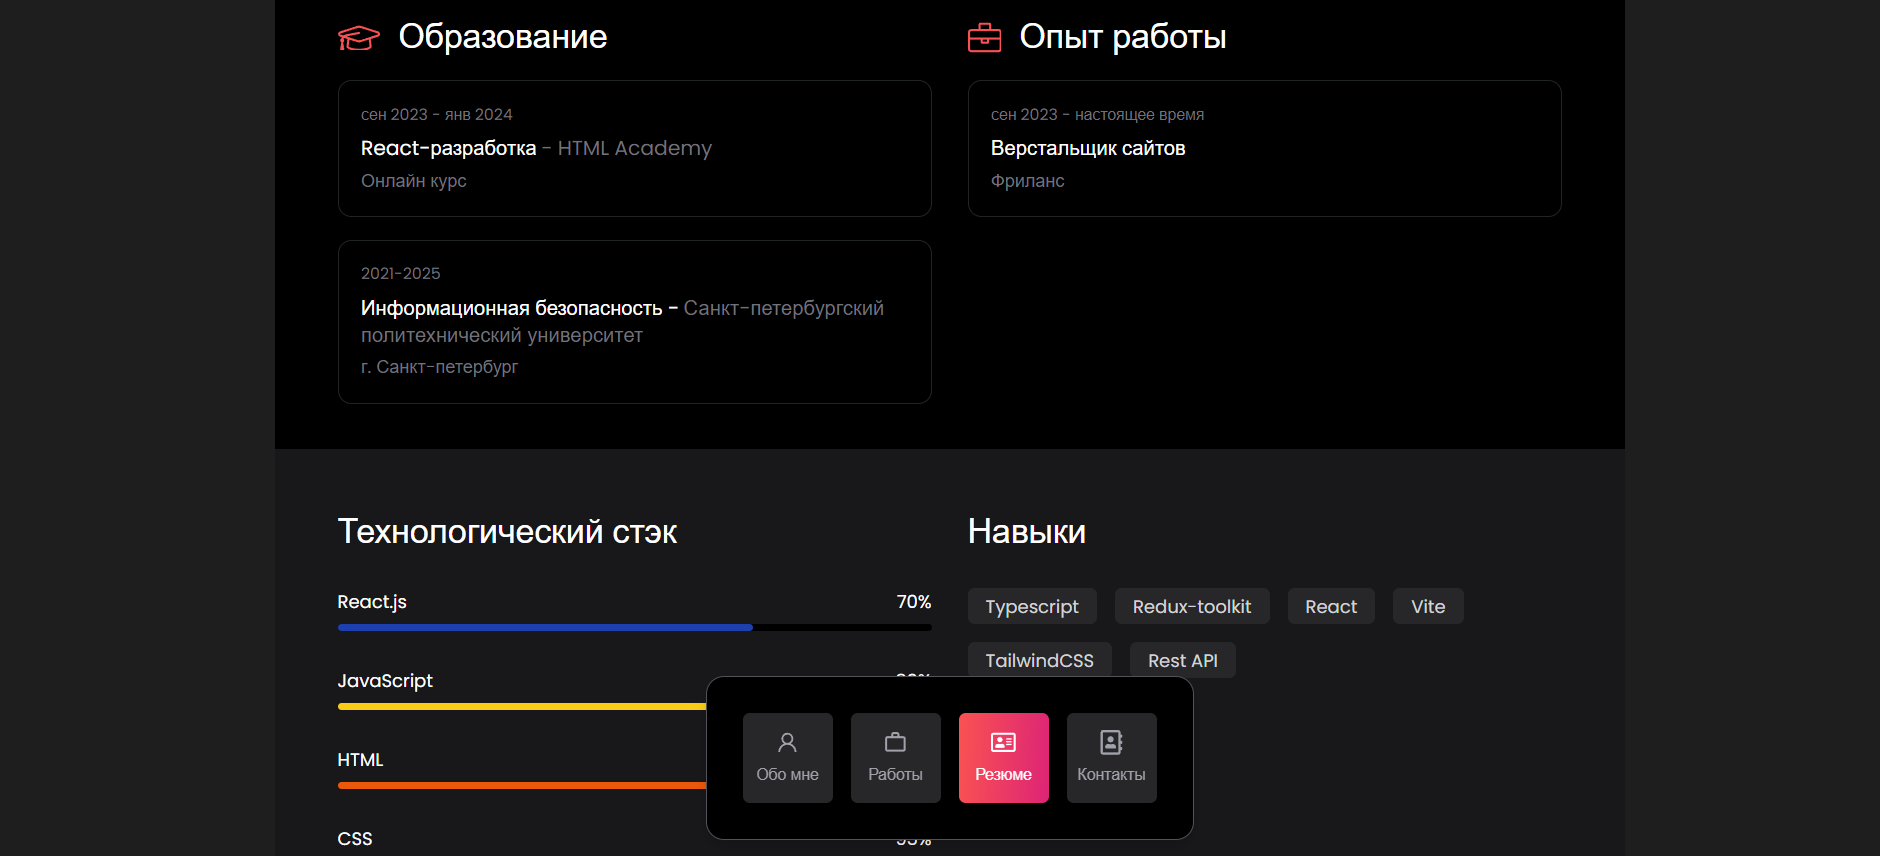 Образование
сен 2023 - янв 2024
React-разработка - HTML Academy
Онлайн курс
2021-2025
Информационная безопасность - Санкт-петербургский
политехнический университет
г. Санкт-петербург
Опыт работы
сен 2023 - настоящее время
Верстальщик сайтов
Фриланс
Технологический стэк
React.js 70%
JavaScript
HTML
CSS
Навыки
Typescript Redux-toolkit React Vite
TailwindCSS Rest API
Обо мне Работы Резюме Контакты